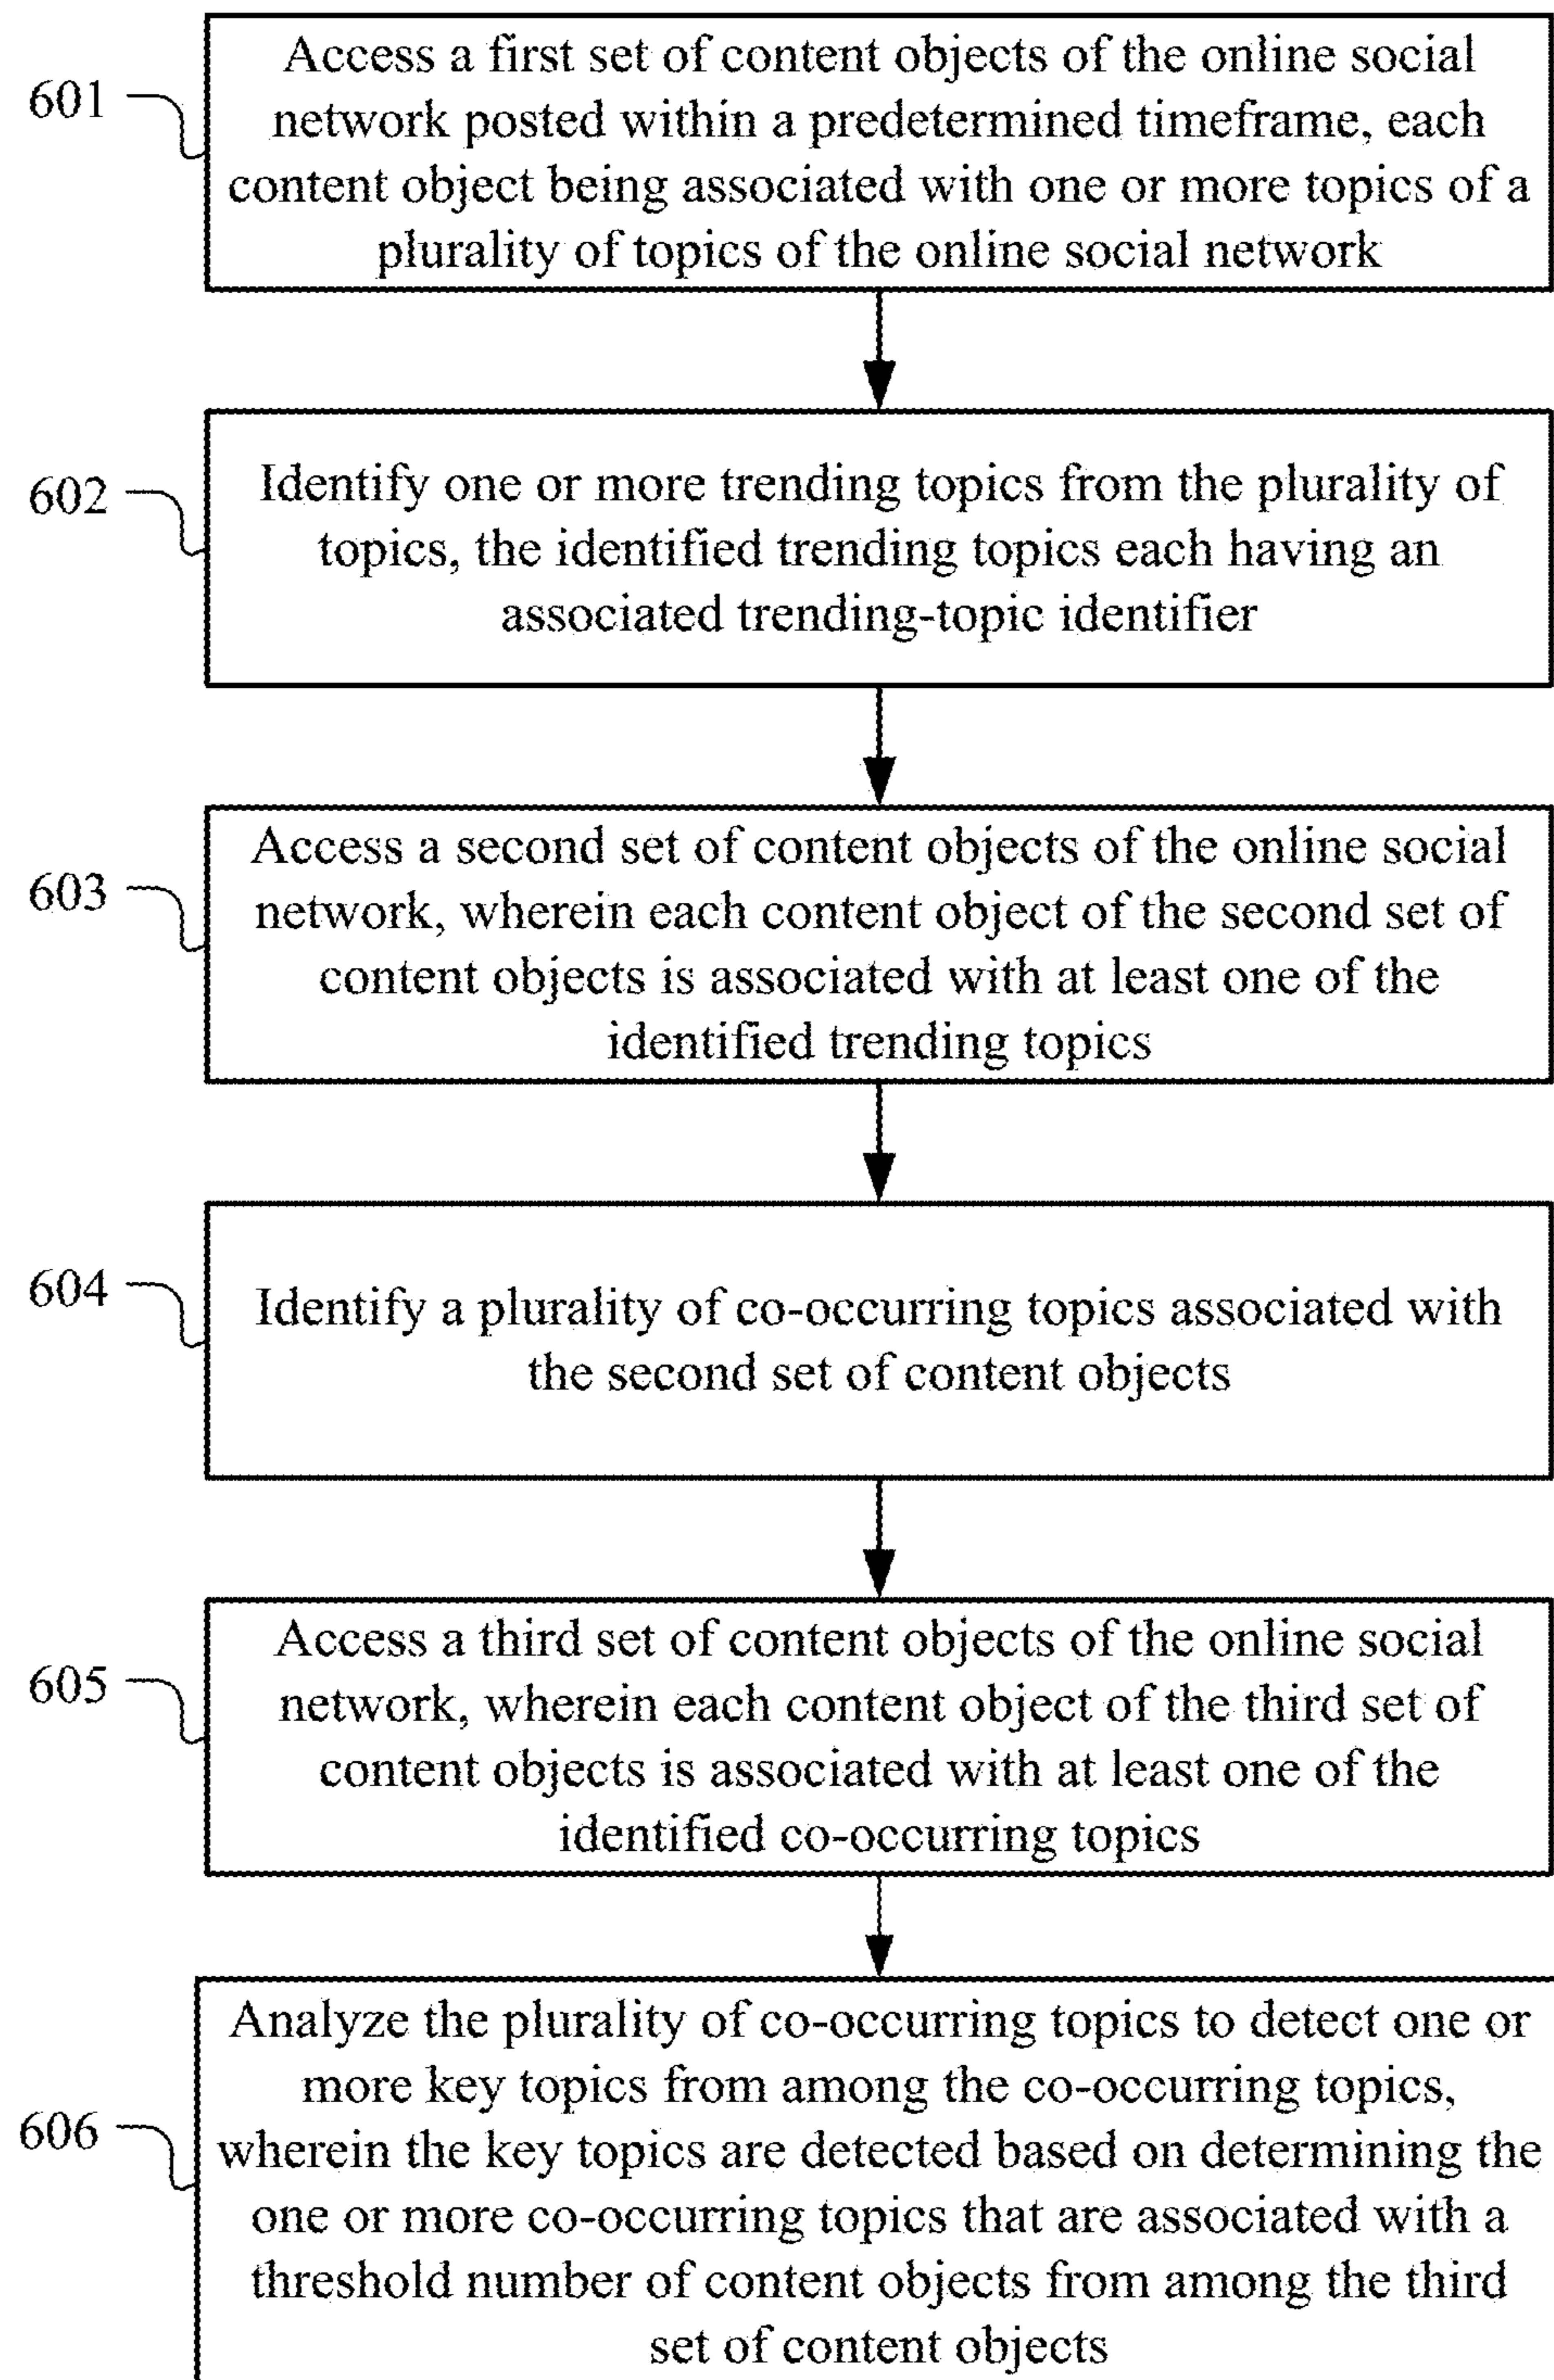 601
Access a first set of content objects of the online social
network posted within a predetermined timeframe, each
content object being associated with one or more topics of a
plurality of topics of the online social network
602
Identify one or more trending topics from the plurality of
topics, the identified trending topics each having an
associated trending-topic identifier
603
Access a second set of content objects of the online social
network, wherein each content object of the second set of
content objects is associated with at least one of the
identified trending topics
604
Identify a plurality of co-occurring topics associated with
the second set of content objects
605
Access a third set of content objects of the online social
network, wherein each content object of the third set of
content objects is associated with at least one of the
identified co-occurring topics
606
Analyze the plurality of co-occurring topics to detect one or
more key topics from among the co-occurring topics,
wherein the key topics are detected based on determining the
one or more co-occurring topics that are associated with a
threshold number of content objects from among the third
set of content objects